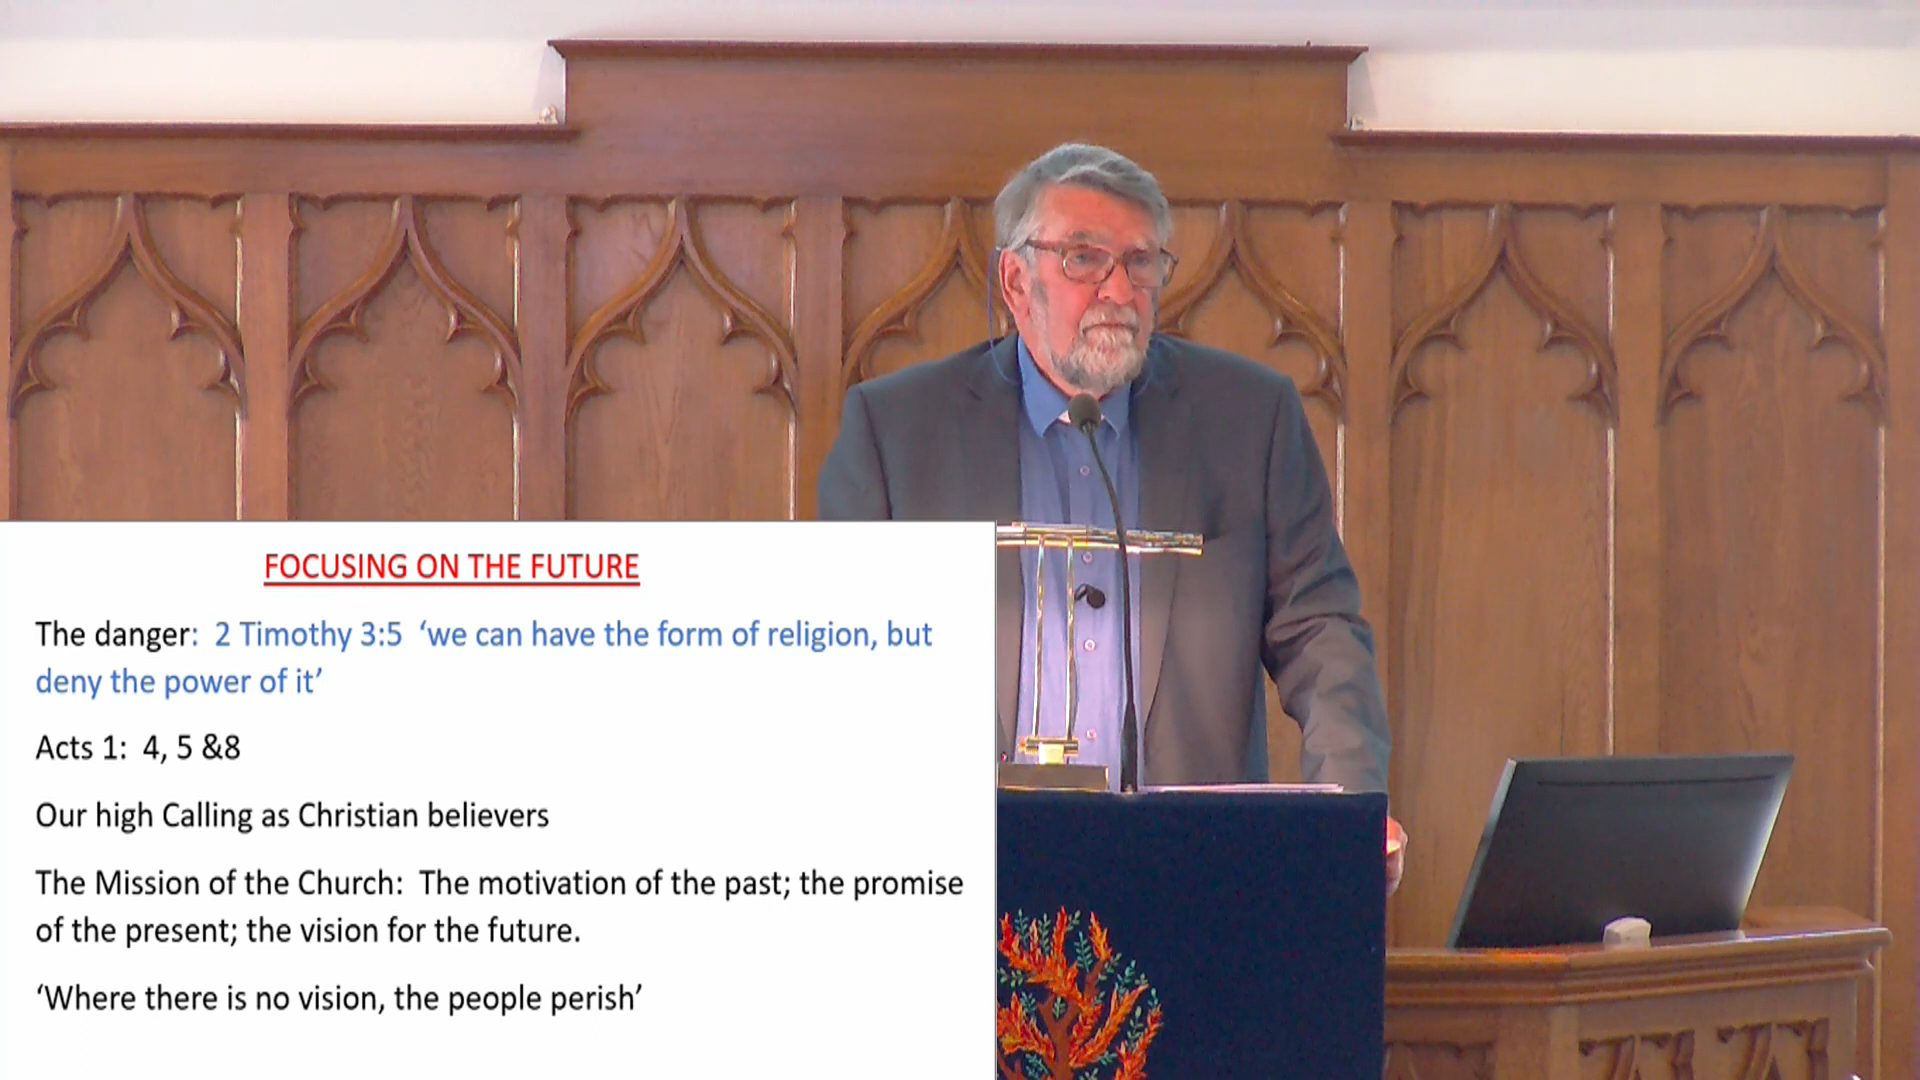 FOCUSING ON THE FUTURE
The danger:  2 Timothy 3:5  ‘we can have the form of religion, but
deny the power of it’
Acts 1:  4, 5 &8
Our high Calling as Christian believers
The Mission of the Church:  The motivation of the past; the promise
of the present; the vision for the future.
‘Where there is no vision, the people perish’